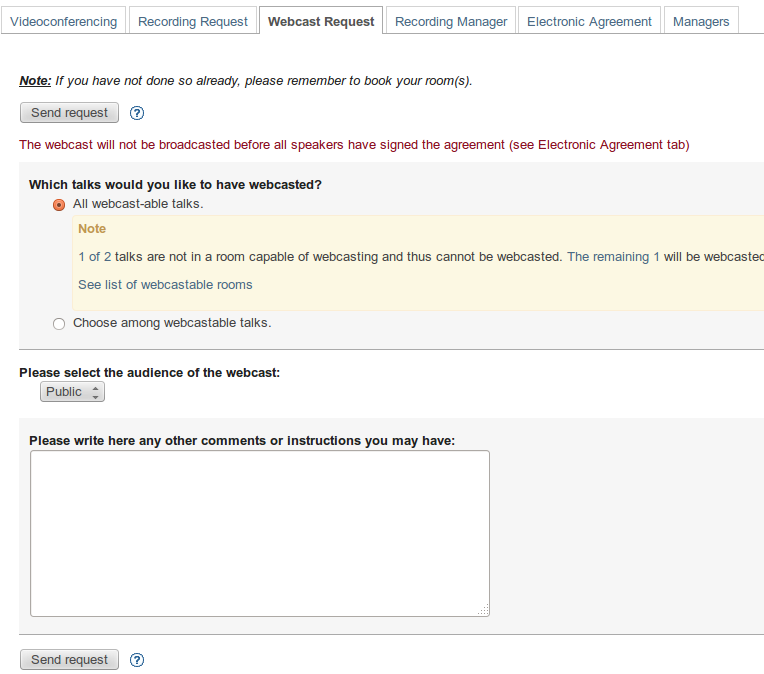 Videoconferencing Recording Request Webcast Request Recording Manager Electronic Agreement Managers
Note: If you have not done so already, please remember to book your room(s).
Send request ?
The webcast will not be broadcasted before all speakers have signed the agreement (see Electronic Agreement tab)
Which talks would you like to have webcasted?
All webcast-able talks.
Note
1 of 2 talks are not in a room capable of webcasting and thus cannot be webcasted. The remaining 1 will be webcasted
See list of webcastable rooms
Choose among webcastable talks.
Please select the audience of the webcast:
Public
Please write here any other comments or instructions you may have:
Send request ?